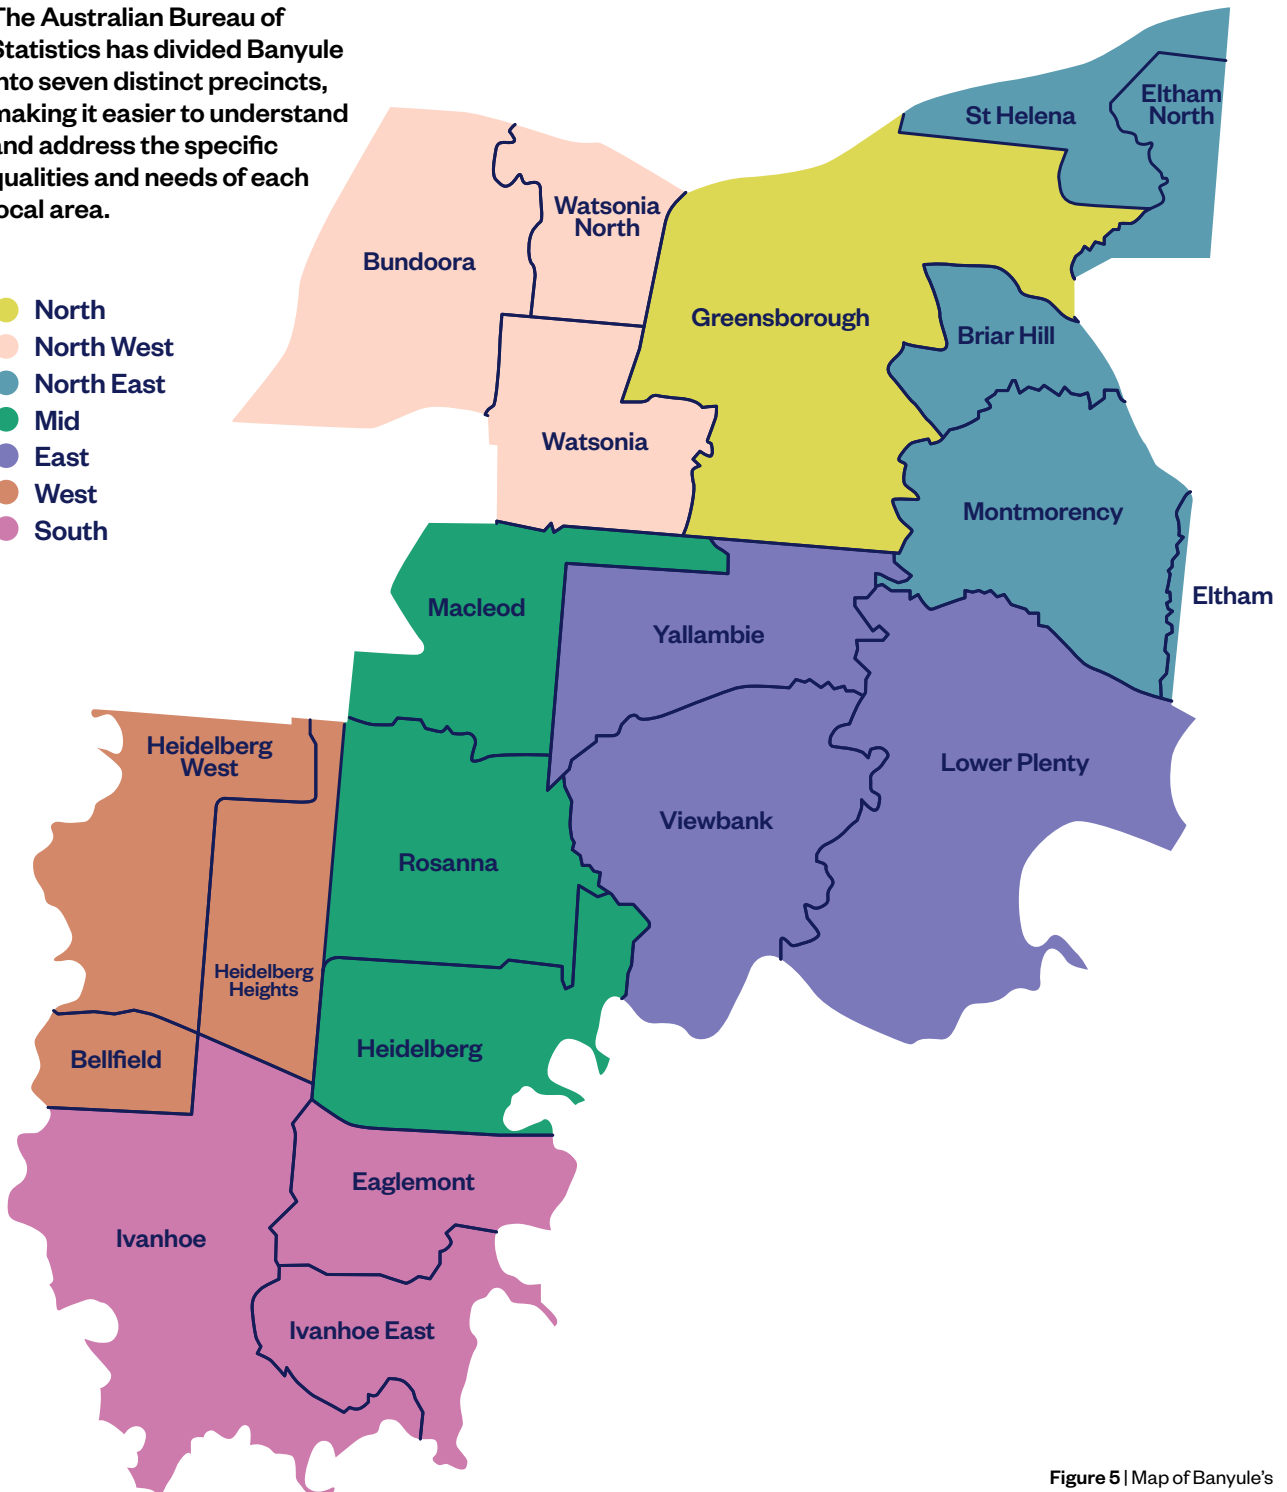 The Australian Bureau of
Statistics has divided Banyule
into seven distinct precincts,
making it easier to understand
and address the specific
qualities and needs of each
local area.
North
North West
North East
Mid
East
West
South
St Helena
Eltham
North
Watsonia
North
Bundoora
Greensborough
Briar Hill
Watsonia
Montmorency
Eltham
Macleod
Yallambie
Heidelberg
West
Lower Plenty
Viewbank
Rosanna
Heidelberg
Heights
Heidelberg
Bellfield
Eaglemont
Ivanhoe
Ivanhoe East
Figure 5 | Map of Banyule's